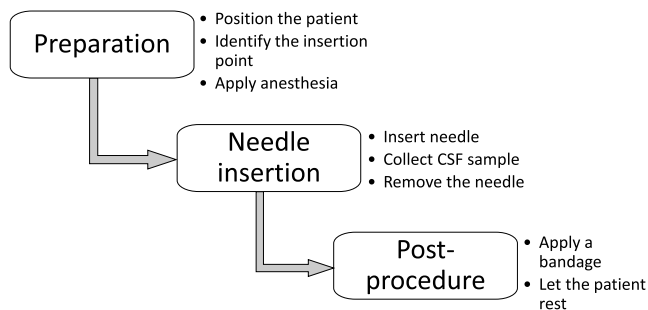 Preparation
• Position the patient
• Identify the insertion
point
• Apply anesthesia
Needle
insertion
• Insert needle
• Collect CSF sample
• Remove the needle
Post-
procedure
• Apply a
bandage
• Let the patient
rest